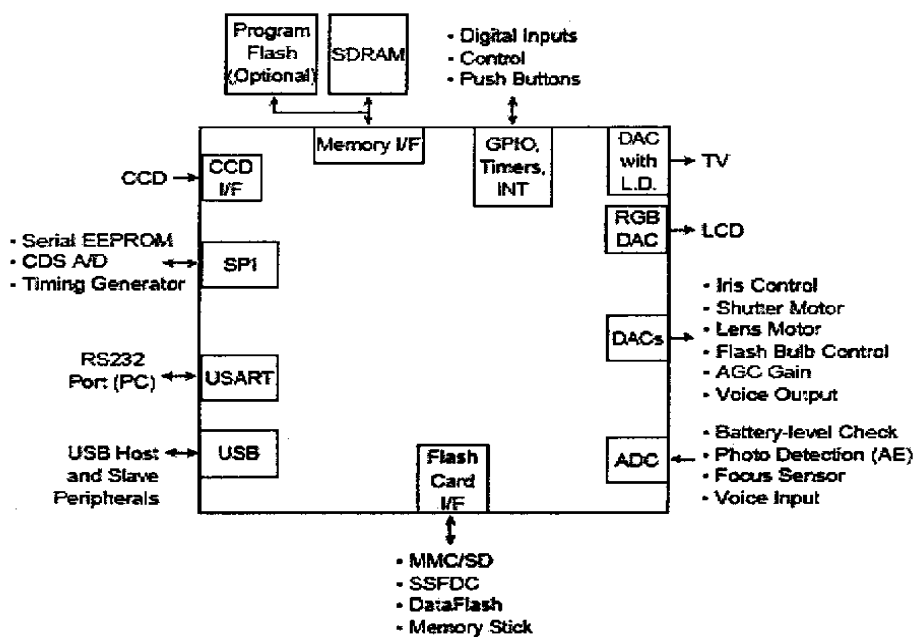 Program
Flash
(Optional)
SDRAM
- Digital Inputs
- Control
- Push Buttons
Memory I/F
GPIO,
Timers,
INT
DAC
with
L.D.
TV
CCD
CCD
I/F
RGB
DAC
LCD
- Serial EEPROM
- CDS A/D
- Timing Generator
SPI
- Iris Control
- Shutter Motor
- Lens Motor
- Flash Bulb Control
- AGC Gain
- Voice Output
DACs
RS232
Port (PC)
USART
USB Host
and Slave
Peripherals
USB
Flash
Card
I/F
ADC
- Battery-level Check
- Photo Detection (AE)
- Focus Sensor
- Voice Input
- MMC/SD
- SSFDC
- DataFlash
- Memory Stick